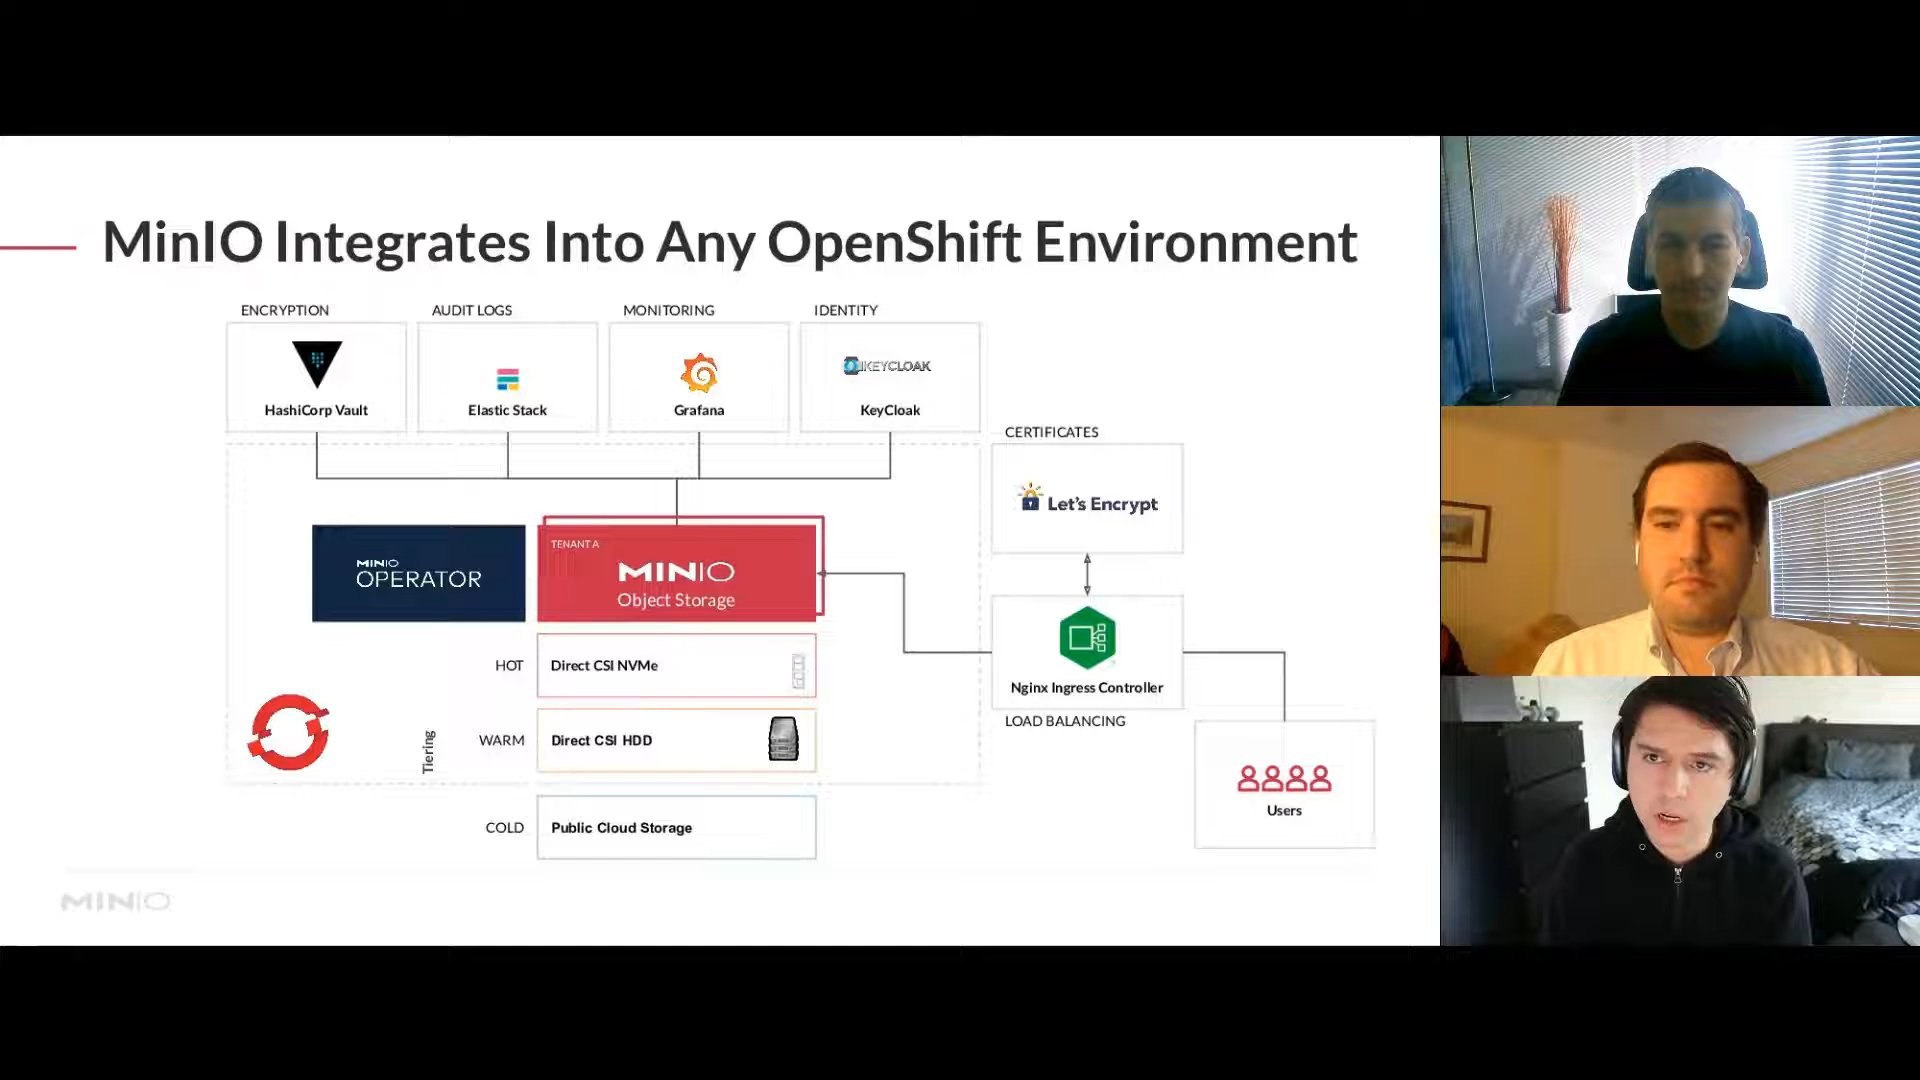 MinIO Integrates Into Any OpenShift Environment
ENCRYPTION
AUDIT LOGS
MONITORING
IDENTITY
KEYCLOAK
HashiCorp Vault
Elastic Stack
Grafana
KeyCloak
CERTIFICATES
Let's Encrypt
MINIO
OPERATOR
TENANT A
MINIO
Object Storage
HOT
Direct CSI NVMe
Nginx Ingress Controller
LOAD BALANCING
Tiering
WARM
Direct CSI HDD
Users
COLD
Public Cloud Storage
MINIO